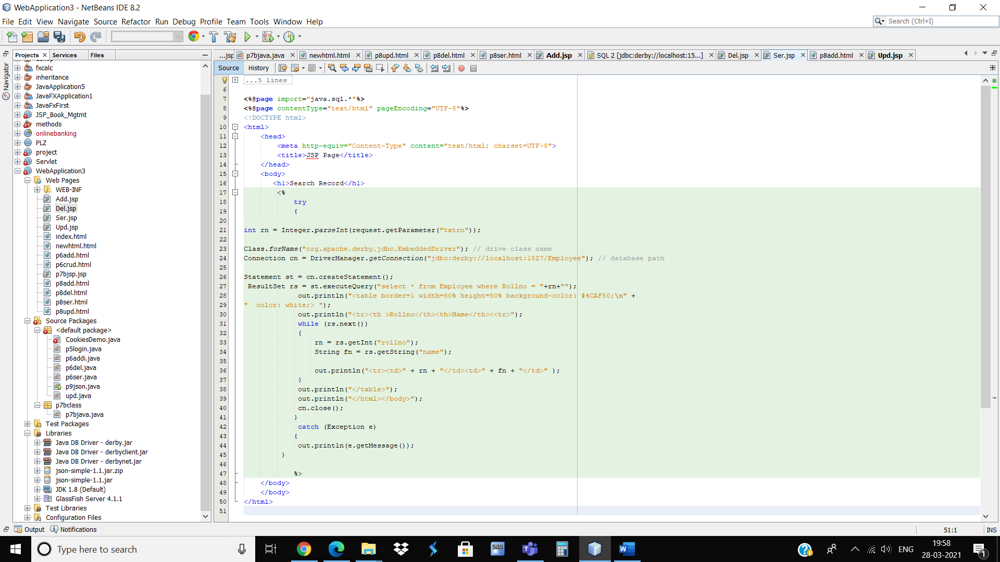 WebApplication3 - NetBeans IDE 8.2
File Edit View Navigate Source Refactor Run Debug Profile Team Tools Window Help
Search (Ctrl+I)
Projects Services Files
Navigator
fxcalc
inheritance
JavaApplication5
JavaFXApplication1
JavaFxFirst
JSP_Book_Mgtmt
methods
onlinebanking
PLZ
project
Servlet
WebApplication3
Web Pages
WEB-INF
Add.jsp
Del.jsp
Ser.jsp
Upd.jsp
index.html
newhtml.html
p6add.html
p6crud.html
p7bjsp.jsp
p8add.html
p8del.html
p8ser.html
p8upd.html
Source Packages
<default package>
CookiesDemo.java
p5login.java
p6addi.java
p6del.java
p6ser.java
p9json.java
upd.java
p7bclass
p7bjava.java
Test Packages
Libraries
Java DB Driver - derby.jar
Java DB Driver - derbyclient.jar
Java DB Driver - derbynet.jar
json-simple-1.1.jar.zip
json-simple-1.1.jar
JDK 1.8 (Default)
GlassFish Server 4.1.1
Test Libraries
Configuration Files
...jsp p7bjava.java newhtml.html p8upd.html p8del.html p8ser.html Add.jsp SQL 2 [jdbc:derby://localhost:15...] Del.jsp Ser.jsp p8add.html Upd.jsp
Source History
...5 lines
6
7 <%@page import="java.sql.*"%>
8 <%@page contentType="text/html" pageEncoding="UTF-8"%>
9 <!DOCTYPE html>
10 <html>
11 <head>
12 <meta http-equiv="Content-Type" content="text/html; charset=UTF-8">
13 <title>JSP Page</title>
14 </head>
15 <body>
16 <h1>Search Record</h1>
17 <%
18 try
19 {
20
21 int rn = Integer.parseInt(request.getParameter("txtrn"));
22
23 Class.forName("org.apache.derby.jdbc.EmbeddedDriver"); // drive class name
24 Connection cn = DriverManager.getConnection("jdbc:derby://localhost:1527/Employee"); // database path
25
26 Statement st = cn.createStatement();
27 ResultSet rs = st.executeQuery("select * from Employee where Rollno = "+rn+"");
28 out.println("<table border=1 width=50% height=50% background-color: #4CAF50;\n" +
29 " color: white;> ");
30 out.println("<tr><th >Rollno</th><th>Name</th><<tr>");
31 while (rs.next())
32 {
33 rn = rs.getInt("rollno");
34 String fn = rs.getString("name");
35
36 out.println("<tr><td>" + rn + "</td><td>" + fn + "</td>" );
37 }
38 out.println("</table>");
39 out.println("</html></body>");
40 cn.close();
41 }
42 catch (Exception e)
43 {
44 out.println(e.getMessage());
45 }
46
47 %>
48 </body>
49 </body>
50 </html>
51
Output Notifications
51:1 INS
Type here to search
sas
ENG
19:58
28-03-2021
1